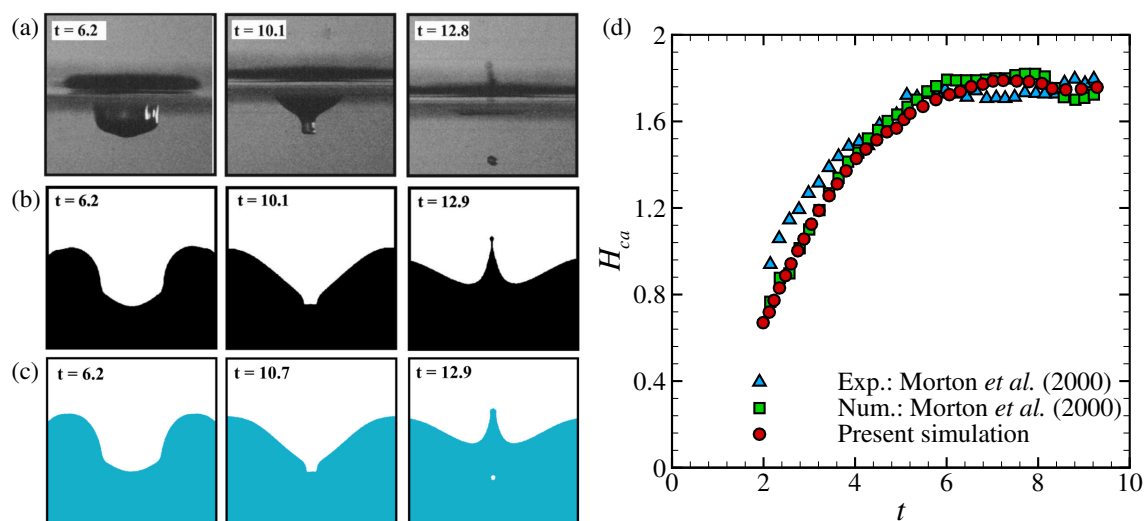 (a)
t = 6.2
t = 10.1
t = 12.8
(b)
t = 6.2
t = 10.1
t = 12.9
(c)
t = 6.2
t = 10.7
t = 12.9
(d)
2
1.6
1.2
0.8
0.4
0
H_ca
Exp.: Morton et al. (2000)
Num.: Morton et al. (2000)
Present simulation
0 2 4 6 8 10
t